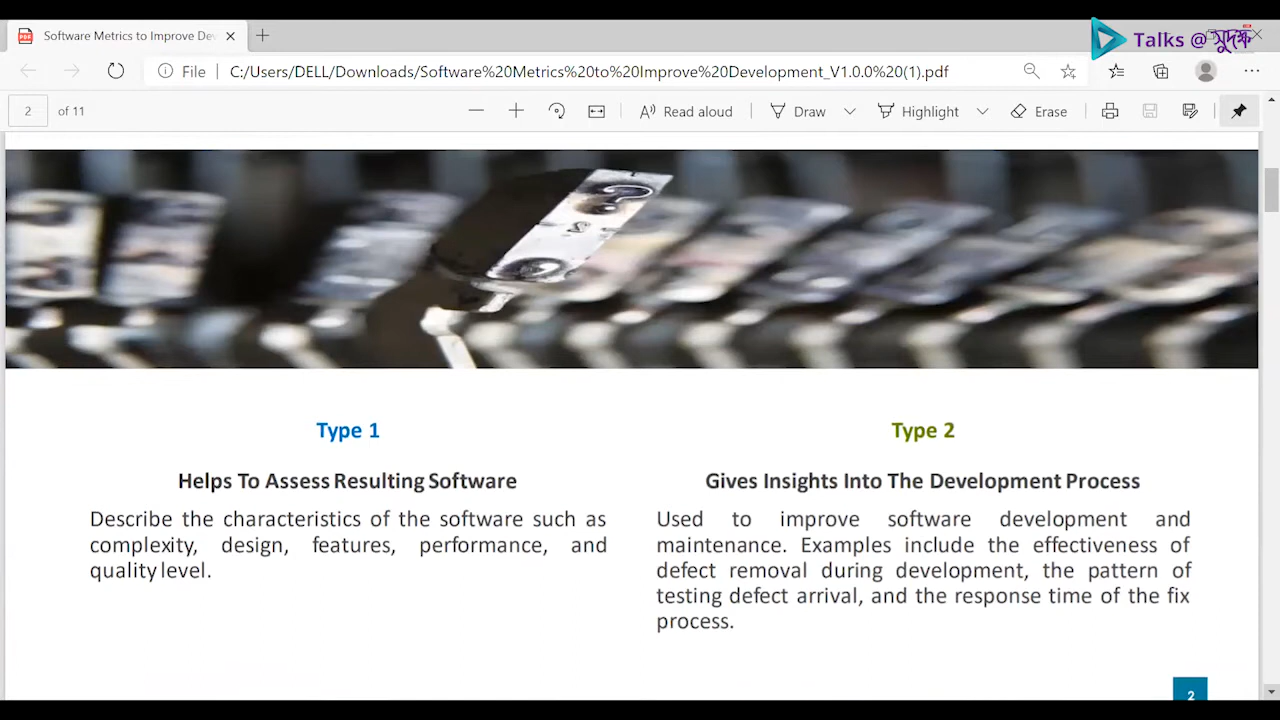 Software Metrics to Improve De
Talks @ সুদক্ষ
File C:/Users/DELL/Downloads/Software%20Metrics%20to%20Improve%20Development_V1.0.0%20(1).pdf
2 of 11 Read aloud Draw Highlight Erase
?
Type 1
Helps To Assess Resulting Software
Describe the characteristics of the software such as
complexity, design, features, performance, and
quality level.
Type 2
Gives Insights Into The Development Process
Used to improve software development and
maintenance. Examples include the effectiveness of
defect removal during development, the pattern of
testing defect arrival, and the response time of the fix
process.
2